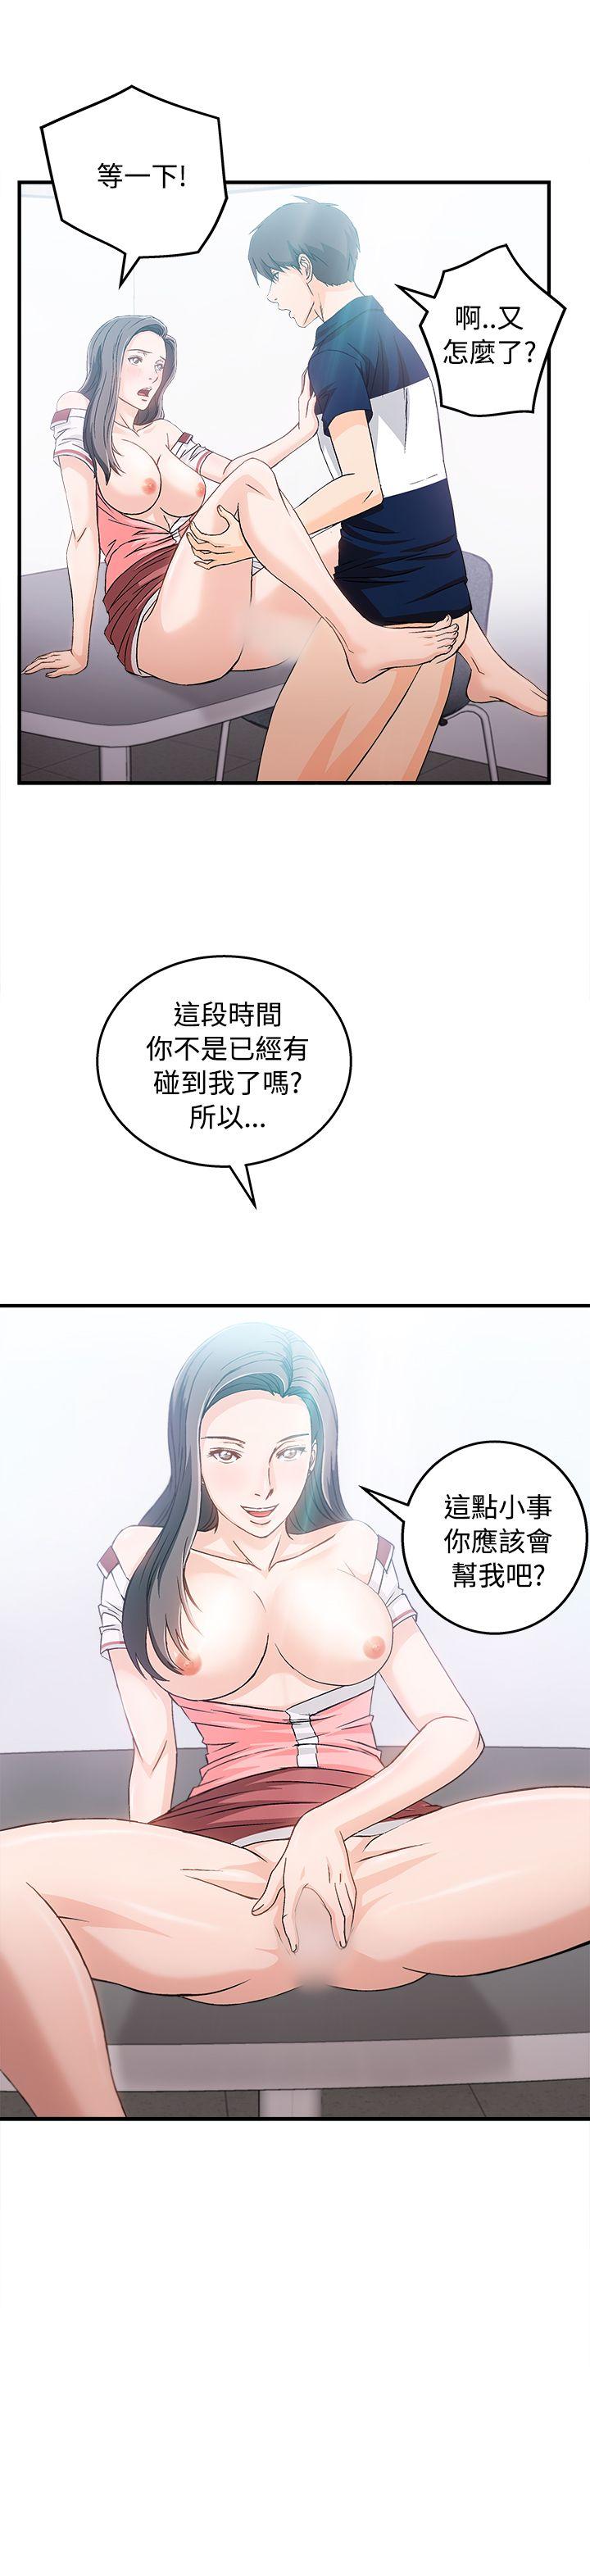 等一下!
啊..又
怎麼了?
這段時間
你不是已經有
碰到我了嗎?
所以...
這點小事
你應該會
幫我吧?